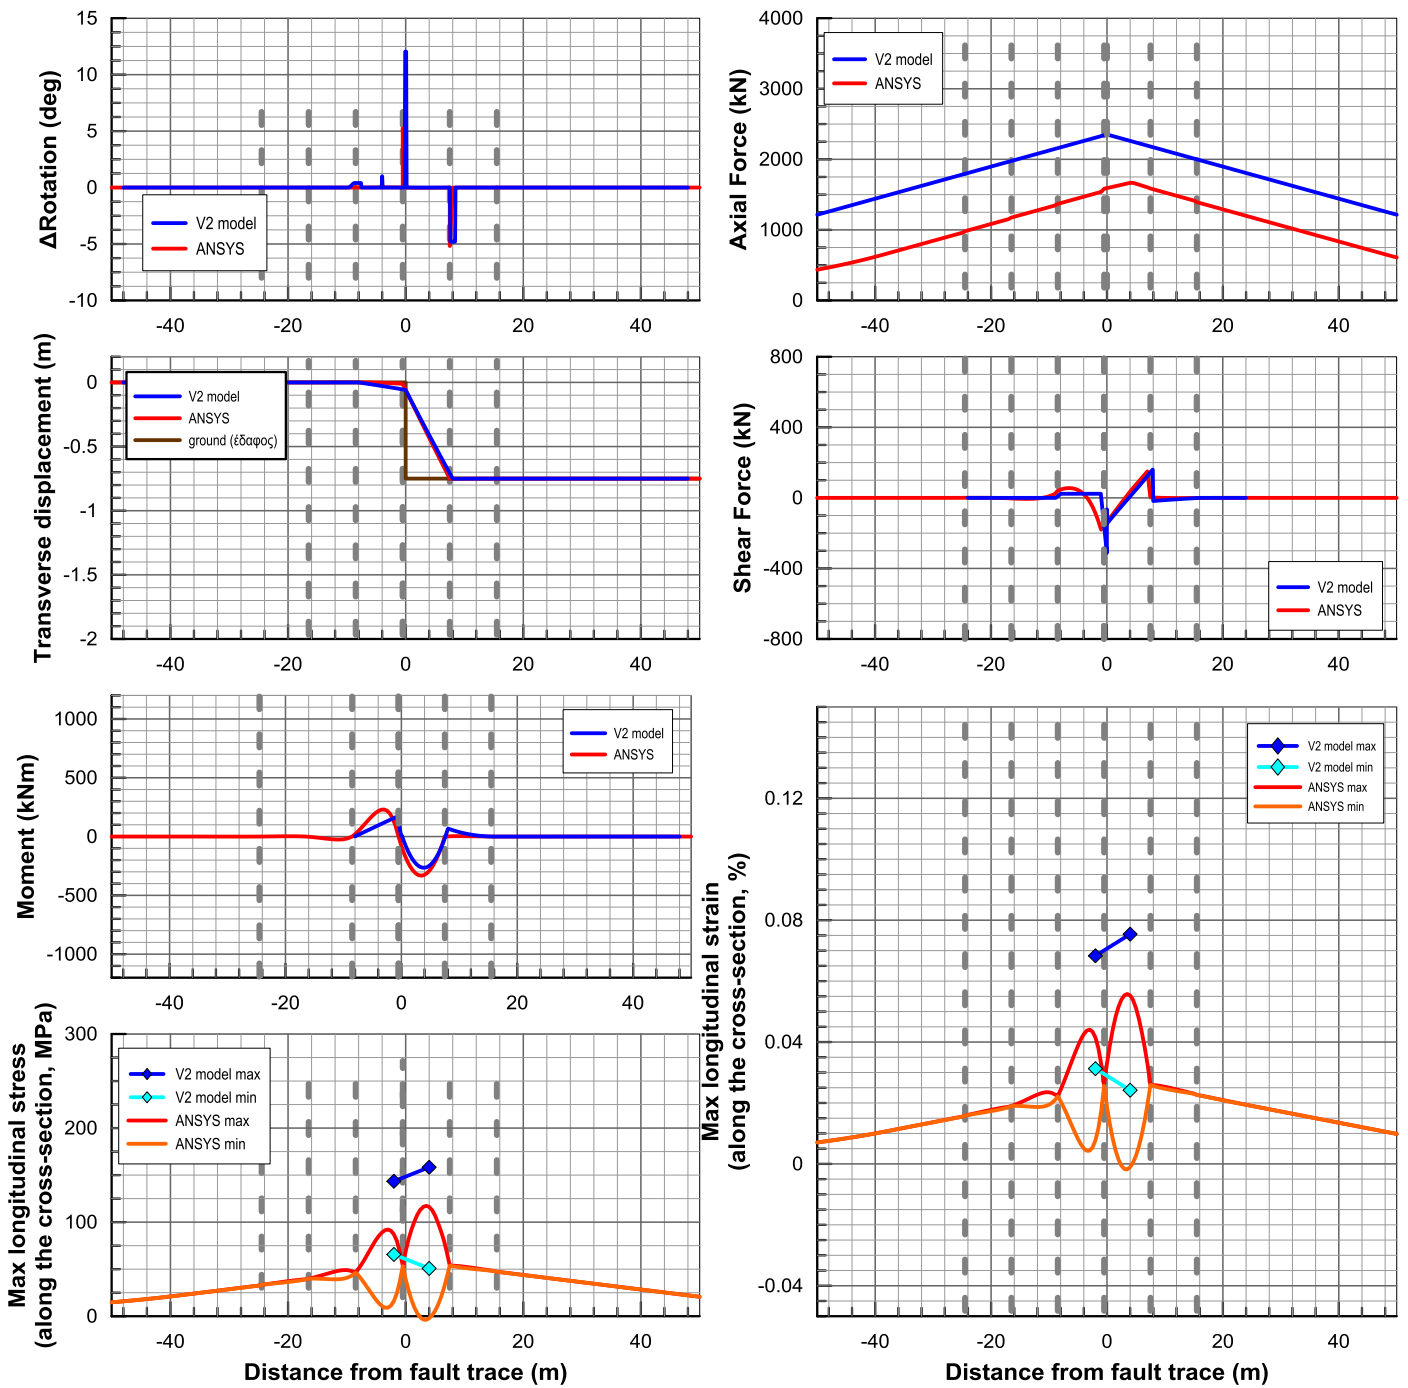 15
10
5
0
-5
-10
ΔRotation (deg)
V2 model
ANSYS
-40
-20
0
20
40
4000
3000
2000
1000
0
Axial Force (kN)
V2 model
ANSYS
-40
-20
0
20
40
0
-0.5
-1
-1.5
-2
Transverse displacement (m)
V2 model
ANSYS
ground (έδαφος)
-40
-20
0
20
40
800
400
0
-400
-800
Shear Force (kN)
V2 model
ANSYS
-40
-20
0
20
40
1000
500
0
-500
-1000
Moment (kNm)
V2 model
ANSYS
-40
-20
0
20
40
300
200
100
0
Max longitudinal stress
(along the cross-section, MPa)
V2 model max
V2 model min
ANSYS max
ANSYS min
-40
-20
0
20
40
Distance from fault trace (m)
0.12
0.08
0.04
0
-0.04
Max longitudinal strain
(along the cross-section, %)
V2 model max
V2 model min
ANSYS max
ANSYS min
-40
-20
0
20
40
Distance from fault trace (m)